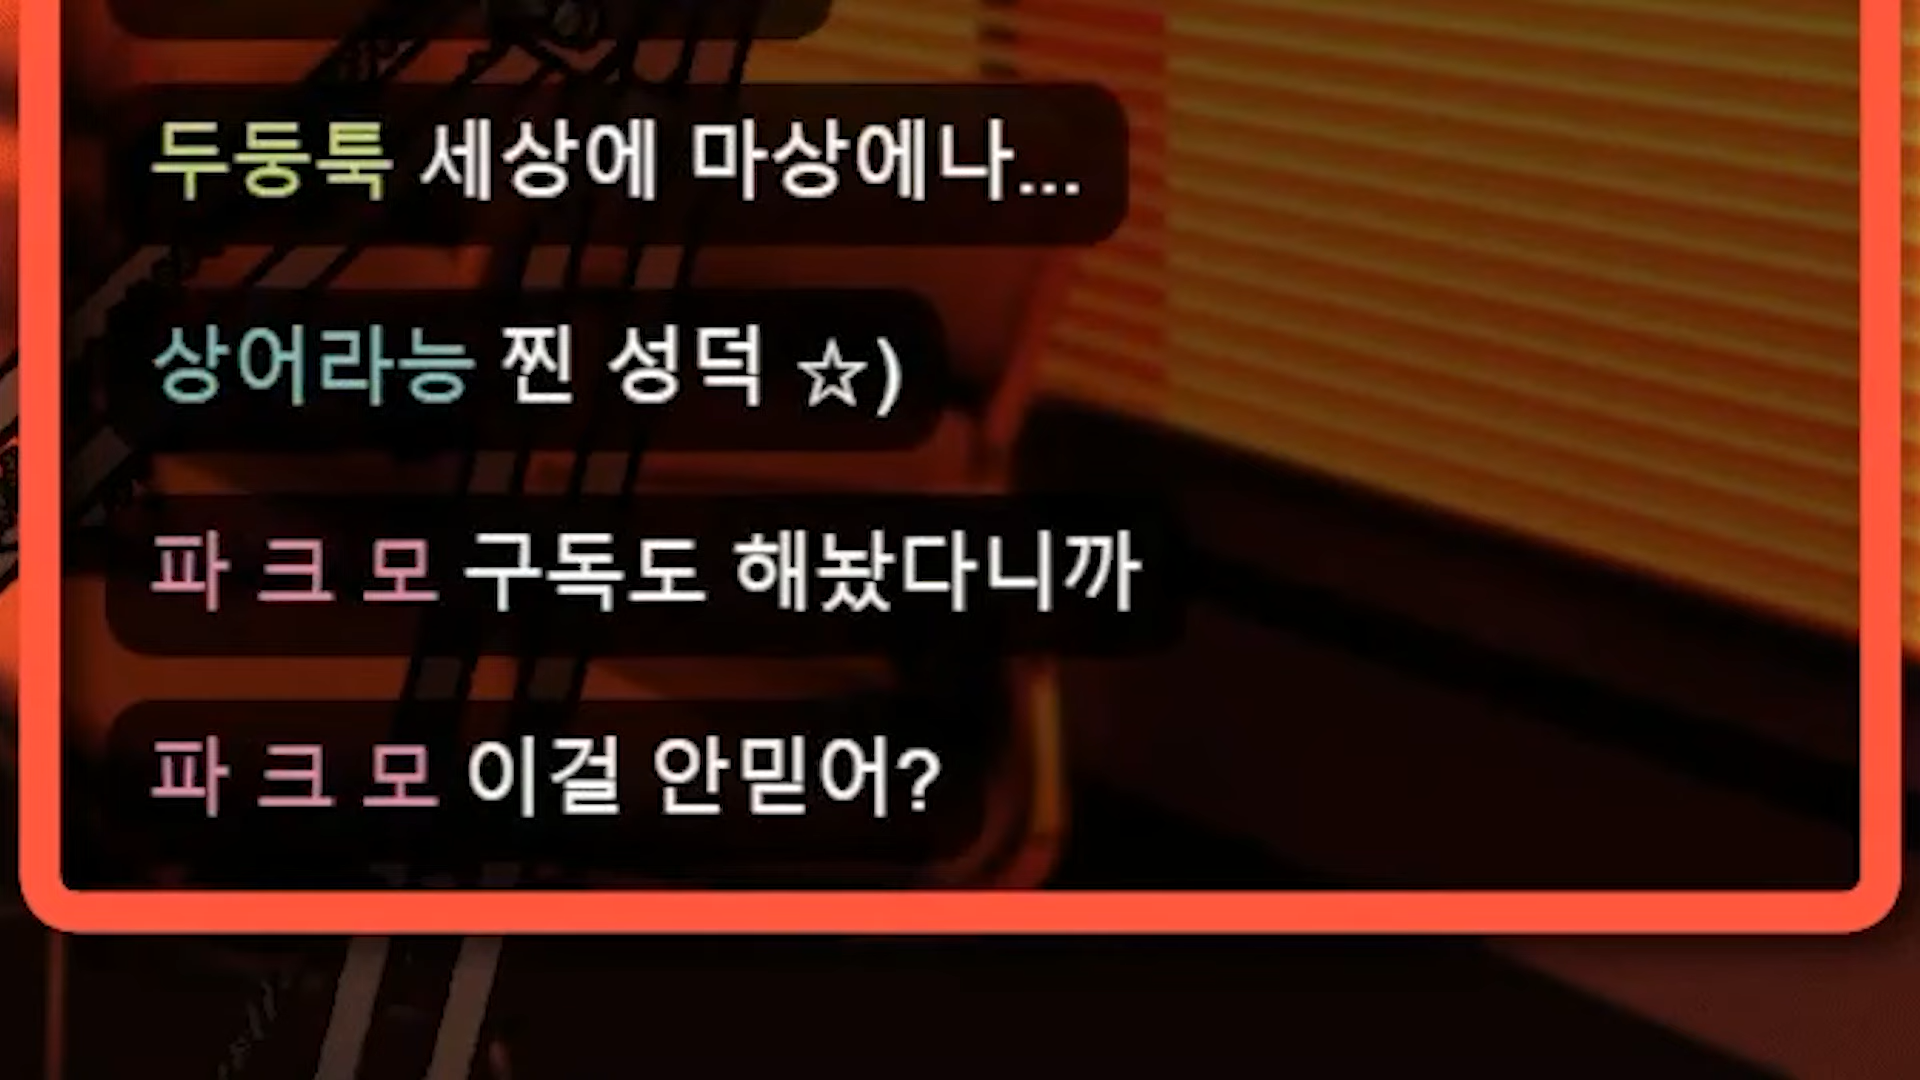 두둥툭 세상에 마상에나...
상어라능 찐 성덕 ☆)
파 크 모 구독도 해놨다니까
파 크 모 이걸 안믿어?